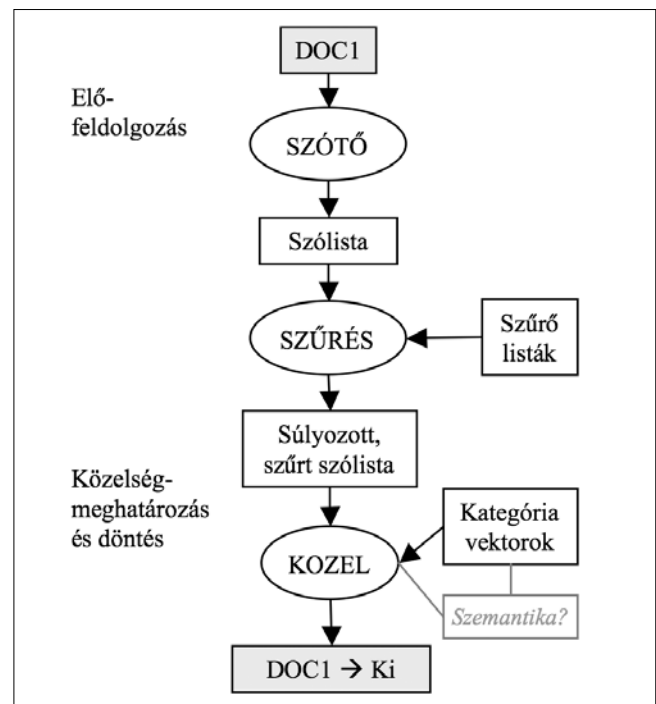 DOC1
Elő-
feldolgozás
SZÓTŐ
Szólista
SZŰRÉS
Szűrő
listák
Súlyozott,
szűrt szólista
Közelség-
meghatározás
és döntés
Kategória
vektorok
KOZEL
Szemantika?
DOC1 → Ki